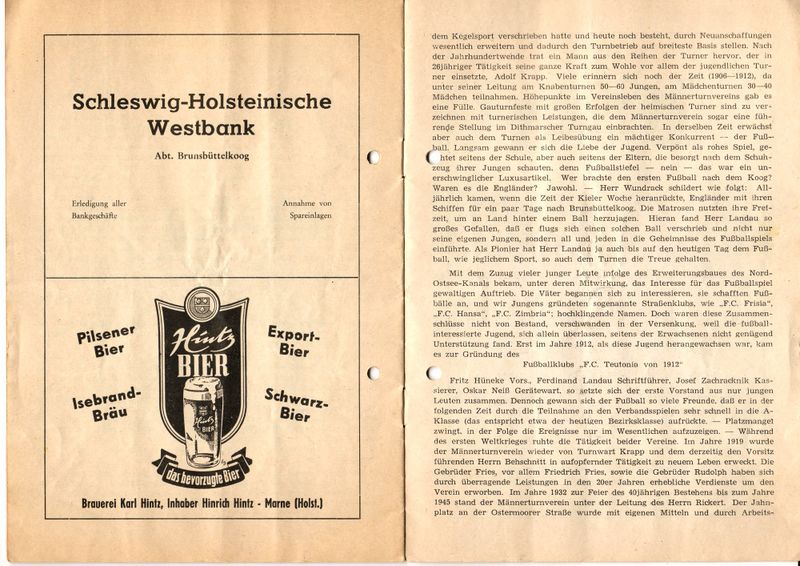 Schleswig-Holsteinische
Westbank
Abt. Brunsbüttelkoog
Erledigung aller
Bankgeschäfte
Annahme von
Spareinlagen
Pilsener
Bier
Export-
Bier
Isebrand-
Bräu
Schwarz-
Bier
Hintz
BIER
Hintz
BIER
das bevorzugte Bier
Brauerei Karl Hintz, Inhaber Hinrich Hintz - Marne (Holst.)
dem Kegelsport verschrieben hatte und heute noch besteht, durch Neuanschaffungen
wesentlich erweitern und dadurch den Turnbetrieb auf breiteste Basis stellen. Nach
der Jahrhundertwende trat ein Mann aus den Reihen der Turner hervor, der in
26jähriger Tätigkeit seine ganze Kraft zum Wohle vor allem der jugendlichen Tur-
ner einsetzte, Adolf Krapp. Viele erinnern sich noch der Zeit (1906—1912), da
unter seiner Leitung am Knabenturnen 50—60 Jungen, am Mädchenturnen 30—40
Mädchen teilnahmen. Höhepunkte im Vereinsleben des Männerturnvereins gab es
eine Fülle. Gauturnfeste mit großen Erfolgen der heimischen Turner sind zu ver-
zeichnen mit turnerischen Leistungen, die dem Männerturnverein sogar eine füh-
rende Stellung im Dithmarscher Turngau einbrachten. In derselben Zeit erwächst
aber auch dem Turnen als Leibesübung ein mächtiger Konkurrent — der Fuß-
ball. Langsam gewann er sich die Liebe der Jugend. Verpönt als rohes Spiel, ge-
htet seitens der Schule, aber auch seitens der Eltern, die besorgt nach dem Schuh-
zeug ihrer Jungen schauten, denn Fußballstiefel — nein — das war ein un-
erschwinglicher Luxusartikel. Wer brachte den ersten Fußball nach dem Koog?
Waren es die Engländer? Jawohl. — Herr Wundrack schildert wie folgt: All-
jährlich kamen, wenn die Zeit der Kieler Woche heranrückte, Engländer mit ihren
Schiffen für ein paar Tage nach Brunsbüttelkoog. Die Matrosen nutzten ihre Frei-
zeit, um an Land hinter einem Ball herzujagen. Hieran fand Herr Landau so
großes Gefallen, daß er flugs sich einen solchen Ball verschrieb und nicht nur
seine eigenen Jungen, sondern all und jeden in die Geheimnisse des Fußballspiels
einführte. Als Pionier hat Herr Landau ja auch bis auf den heutigen Tag dem Fuß-
ball, wie jeglichem Sport, so auch dem Turnen die Treue gehalten.
Mit dem Zuzug vieler junger Leute infolge des Erweiterungsbaues des Nord-
Ostsee-Kanals bekam, unter deren Mitwirkung, das Interesse für das Fußballspiel
gewaltigen Auftrieb. Die Väter begannen sich zu interessieren, sie schafften Fuß-
bälle an, und wir Jungens gründeten sogenannte Straßenklubs, wie „F.C. Frisia",
„F.C. Hansa", „F.C. Zimbria"; hochklingende Namen. Doch waren diese Zusammen-
schlüsse nicht von Bestand, verschwanden in der Versenkung, weil die fußball-
interessierte Jugend, sich allein überlassen, seitens der Erwachsenen nicht genügend
Unterstützung fand. Erst im Jahre 1912, als diese Jugend herangewachsen war, kam
es zur Gründung des
Fußballklubs „F.C. Teutonio von 1912"
Fritz Hüneke Vors., Ferdinand Landau Schriftführer, Josef Zachracknik Kas-
sierer, Oskar Neiß Gerätewart, so setzte sich der erste Vorstand aus nur jungen
Leuten zusammen. Dennoch gewann sich der Fußball so viele Freunde, daß er in der
folgenden Zeit durch die Teilnahme an den Verbandsspielen sehr schnell in die A-
Klasse (das entspricht etwa der heutigen Bezirksklasse) aufrückte. — Platzmangel
zwingt, in der Folge die Ereignisse nur im Wesentlichen aufzuzeigen. — Während
des ersten Weltkrieges ruhte die Tätigkeit beider Vereine. Im Jahre 1919 wurde
der Männerturnverein wieder von Turnwart Krapp und dem derzeitig den Vorsitz
führenden Herrn Behschnitt in aufopfernder Tätigkeit zu neuem Leben erweckt. Die
Gebrüder Fries, vor allem Friedrich Fries, sowie die Gebrüder Rudolph haben sich
durch überragende Leistungen in den 20er Jahren erhebliche Verdienste um den
Verein erworben. Im Jahre 1932 zur Feier des 40jährigen Bestehens bis zum Jahre
1945 stand der Männerturnverein unter der Leitung des Herrn Rickert. Der Jahn-
platz an der Ostermoorer Straße wurde mit eigenen Mitteln und durch Arbeits-